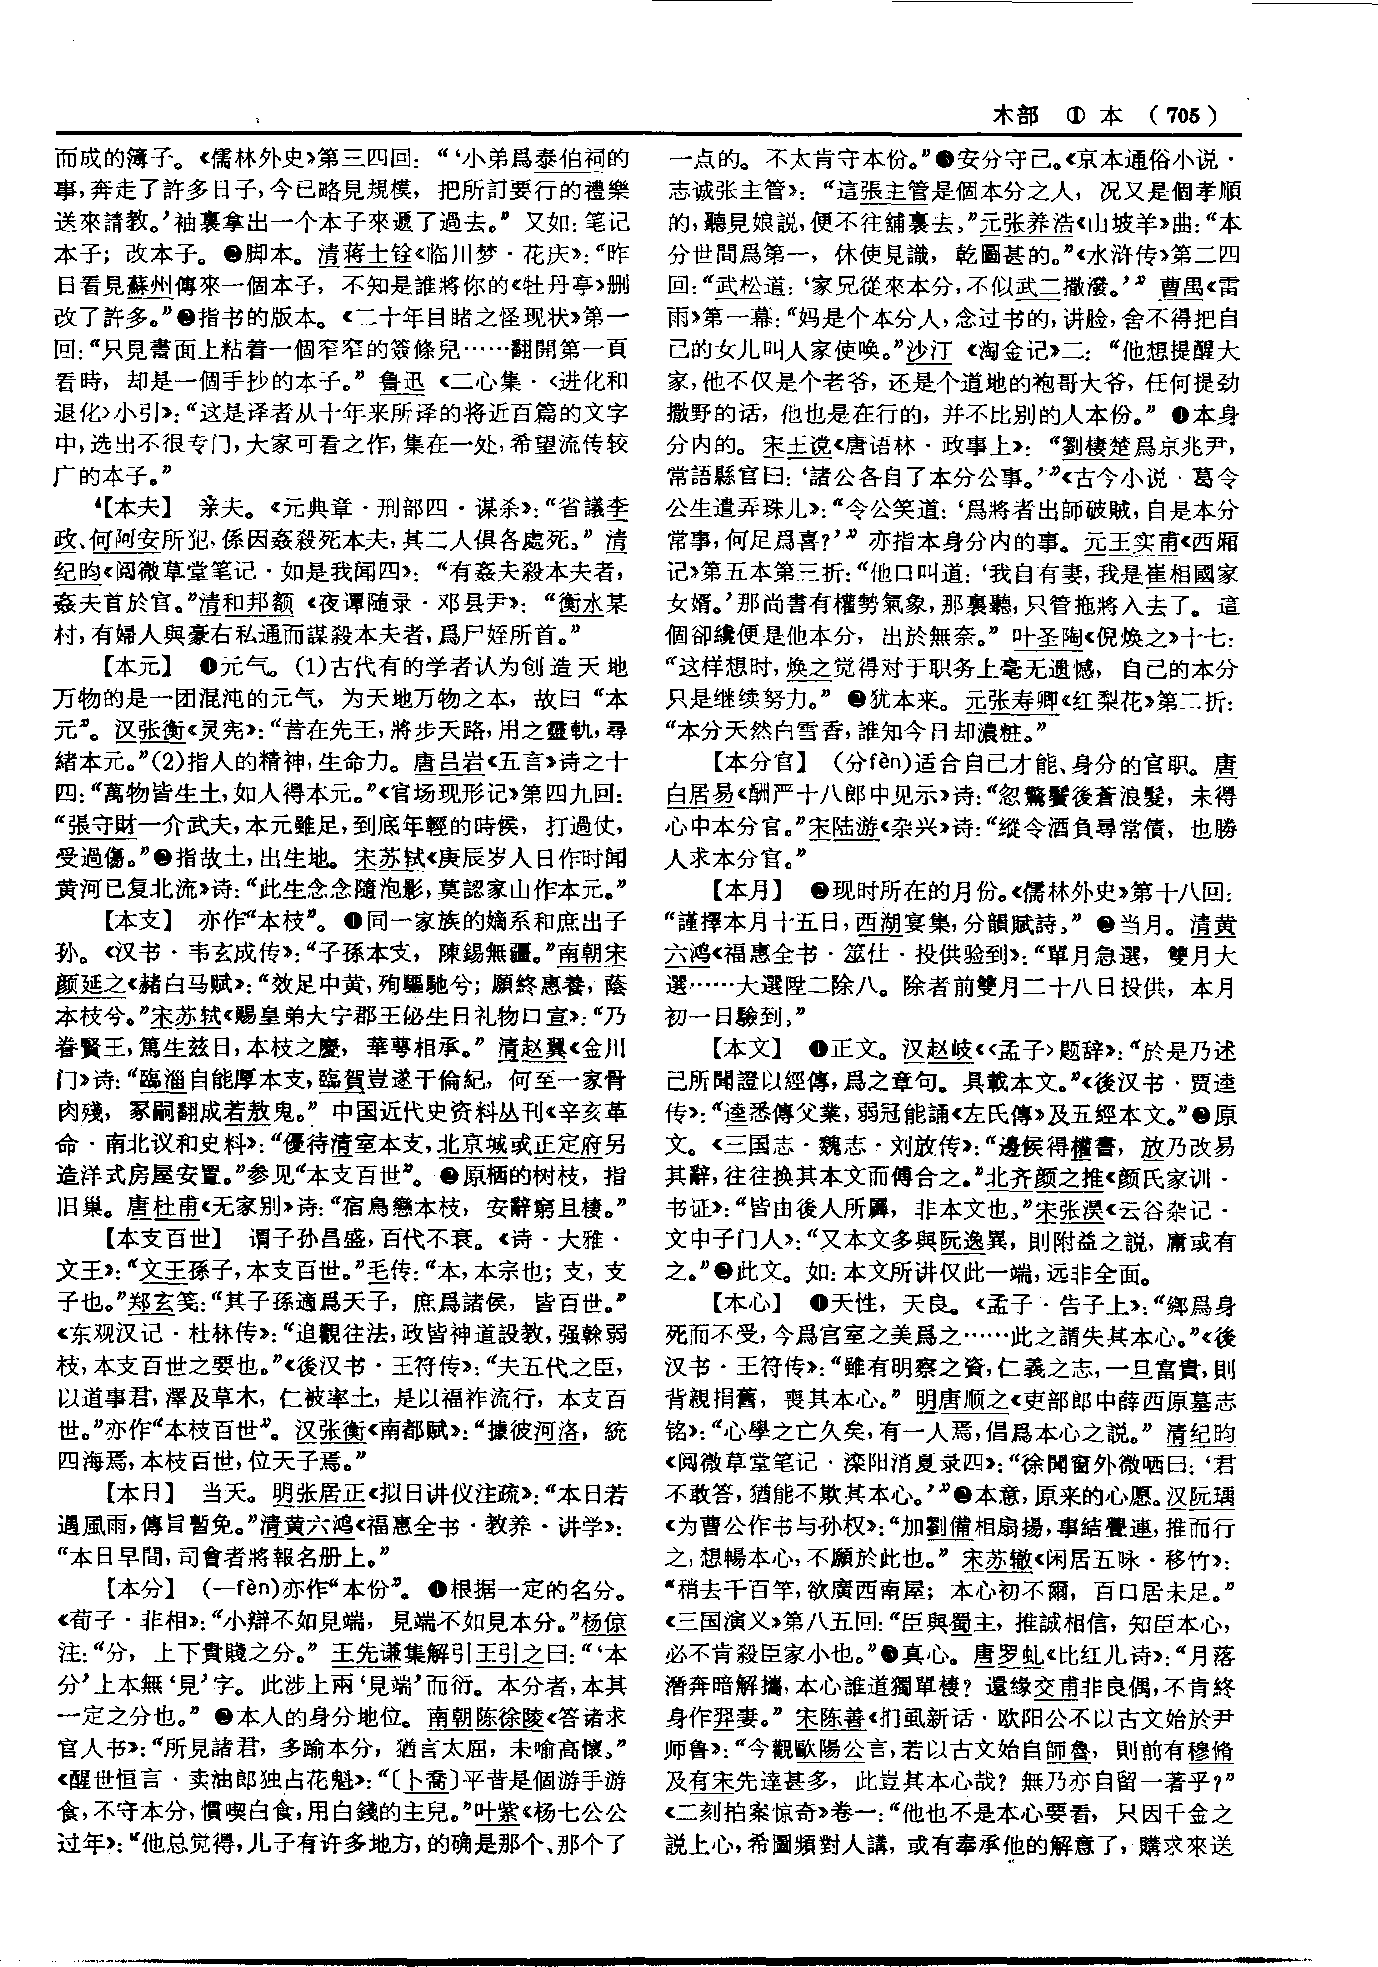 木部 ① 本 （705）
而成的簿子。《儒林外史》第三四回：“‘小弟爲泰伯祠的
事，奔走了許多日子，今已略見規模，把所訂要行的禮樂
送來請教。’袖裏拿出一个本子來遞了過去。” 又如：笔记
本子；改本子。❷脚本。清蒋士铨《临川梦·花庆》：“昨
日看見蘇州傳來一個本子，不知是誰將你的《牡丹亭》删
改了許多。”❸指书的版本。《二十年目睹之怪现状》第一
回：“只見書面上粘着一個窄窄的簽條兒……翻開第一頁
看時，却是一個手抄的本子。” 鲁迅《二心集·〈进化和
退化〉小引》：“这是译者从十年来所译的将近百篇的文字
中，选出不很专门，大家可看之作，集在一处，希望流传较
广的本子。”
【本夫】 亲夫。《元典章·刑部四·谋杀》：“省議李
政、何阿安所犯，係因姦殺死本夫，其二人俱各處死。” 清
纪昀《阅微草堂笔记·如是我闻四》：“有姦夫殺本夫者，
姦夫首於官。”清和邦额《夜谭随录·邓县尹》：“衡水某
村，有婦人與豪右私通而謀殺本夫者，爲尸姪所首。”
【本元】 ❶元气。(1)古代有的学者认为创造天地
万物的是一团混沌的元气，为天地万物之本，故曰“本
元”。汉张衡《灵宪》：“昔在先王，將步天路，用之靈軌，尋
緒本元。”(2)指人的精神，生命力。唐吕岩《五言》诗之十
四：“萬物皆生土，如人得本元。”《官场现形记》第四九回：
“張守財一介武夫，本元雖足，到底年輕的時候，打過仗，
受過傷。”❷指故土，出生地。宋苏轼《庚辰岁人日作时闻
黄河已复北流》诗：“此生念念隨泡影，莫認家山作本元。”
【本支】 亦作“本枝”。❶同一家族的嫡系和庶出子
孙。《汉书·韦玄成传》：“子孫本支，陳錫無疆。”南朝宋
颜延之《赭白马赋》：“效足中黄，殉驅馳兮；願終惠養，蔭
本枝兮。”宋苏轼《赐皇弟大宁郡王佖生日礼物口宣》：“乃
眷賢王，篤生兹日，本枝之慶，華萼相承。” 清赵翼《金川
门》诗：“臨淄自能厚本支，臨賀豈遂干倫紀，何至一家骨
肉殘，冢嗣翻成若敖鬼。” 中国近代史资料丛刊《辛亥革
命·南北议和史料》：“優待清室本支，北京城或正定府另
造洋式房屋安置。”参见“本支百世”。❷原栖的树枝，指
旧巢。唐杜甫《无家别》诗：“宿鳥戀本枝，安辭窮且棲。”
【本支百世】 谓子孙昌盛，百代不衰。《诗·大雅·
文王》：“文王孫子，本支百世。”毛传：“本，本宗也；支，支
子也。”郑玄笺：“其子孫適爲天子，庶爲諸侯，皆百世。”
《东观汉记·杜林传》：“追觀往法，政皆神道設教，强幹弱
枝，本支百世之要也。”《後汉书·王符传》：“夫五代之臣，
以道事君，澤及草木，仁被率土，是以福祚流行，本支百
世。”亦作“本枝百世”。汉张衡《南都赋》：“據彼河洛，統
四海焉，本枝百世，位天子焉。”
【本日】 当天。明张居正《拟日讲仪注疏》：“本日若
遇風雨，傳旨暫免。”清黄六鸿《福惠全书·教养·讲学》：
“本日早間，司會者將報名册上。”
【本分】 (—fèn)亦作“本份”。❶根据一定的名分。
《荀子·非相》：“小辯不如見端，見端不如見本分。”杨倞
注：“分，上下貴賤之分。” 王先谦集解引王引之曰：“‘本
分’上本無‘見’字。此涉上兩‘見端’而衍。本分者，本其
一定之分也。” ❷本人的身分地位。南朝陈徐陵《答诸求
官人书》：“所見諸君，多踰本分，猶言太屈，未喻高懷。”
《醒世恒言·卖油郎独占花魁》：“〔卜喬〕平昔是個游手游
食，不守本分，慣喫白食，用白錢的主兒。”叶紫《杨七公公
过年》：“他总觉得，儿子有许多地方，的确是那个、那个了
一点的。不太肯守本份。”❸安分守己。《京本通俗小说·
志诚张主管》：“這張主管是個本分之人，况又是個孝順
的，聽見娘説，便不往舖裏去。”元张养浩《山坡羊》曲：“本
分世間爲第一，休使見識，乾圖甚的。”《水浒传》第二四
回：“武松道：‘家兄從來本分，不似武二撒潑。’” 曹禺《雷
雨》第一幕：“妈是个本分人，念过书的，讲脸，舍不得把自
己的女儿叫人家使唤。”沙汀《淘金记》二：“他想提醒大
家，他不仅是个老爷，还是个道地的袍哥大爷，任何提劲
撒野的话，他也是在行的，并不比别的人本份。” ❹本身
分内的。宋王谠《唐语林·政事上》：“劉棲楚爲京兆尹，
常語縣官曰：‘諸公各自了本分公事。’”《古今小说·葛令
公生遣弄珠儿》：“令公笑道：‘爲將者出師破賊，自是本分
常事，何足爲喜？’” 亦指本身分内的事。元王实甫《西厢
记》第五本第三折：“他口叫道：‘我自有妻，我是崔相國家
女婿。’那尚書有權勢氣象，那裏聽，只管拖將入去了。這
個卻纔便是他本分，出於無奈。” 叶圣陶《倪焕之》十七：
“这样想时，焕之觉得对于职务上毫无遗憾，自己的本分
只是继续努力。” ❷犹本来。元张寿卿《红梨花》第二折：
“本分天然白雪香，誰知今日却濃粧。”
【本分官】 (分fèn)适合自己才能、身分的官职。唐
白居易《酬严十八郎中见示》诗：“忽驚鬢後蒼浪髮，未得
心中本分官。”宋陆游《杂兴》诗：“縱令酒負尋常債，也勝
人求本分官。”
【本月】 ❷现时所在的月份。《儒林外史》第十八回：
“謹擇本月十五日，西湖宴集，分韻賦詩。” ❷当月。清黄
六鸿《福惠全书·筮仕·投供验到》：“單月急選，雙月大
選……大選陞二除八。除者前雙月二十八日投供，本月
初一日驗到。”
【本文】 ❶正文。汉赵岐《〈孟子〉题辞》：“於是乃述
己所聞證以經傳，爲之章句。具載本文。”《後汉书·贾逵
传》：“逵悉傳父業，弱冠能誦《左氏傳》及五經本文。”❷原
文。《三国志·魏志·刘放传》：“邊候得權書，放乃改易
其辭，往往换其本文而傅合之。”北齐颜之推《颜氏家训·
书证》：“皆由後人所羼，非本文也。”宋张淏《云谷杂记·
文中子门人》：“又本文多與阮逸異，則附益之説，庸或有
之。”❸此文。如：本文所讲仅此一端，远非全面。
【本心】 ❶天性，天良。《孟子·告子上》：“鄉爲身
死而不受，今爲宫室之美爲之……此之謂失其本心。”《後
汉书·王符传》：“雖有明察之資，仁義之志，一旦富貴，則
背親捐舊，喪其本心。” 明唐顺之《吏部郎中薛西原墓志
铭》：“心學之亡久矣，有一人焉，倡爲本心之説。” 清纪昀
《阅微草堂笔记·滦阳消夏录四》：“徐聞窗外微哂曰：‘君
不敢答，猶能不欺其本心。’”❷本意，原来的心愿。汉阮瑀
《为曹公作书与孙权》：“加劉備相扇揚，事結釁連，推而行
之，想暢本心，不願於此也。” 宋苏辙《闲居五咏·移竹》：
“稍去千百竿，欲廣西南屋；本心初不爾，百口居未足。”
《三国演义》第八五回：“臣與蜀主，推誠相信，知臣本心，
必不肯殺臣家小也。”❸真心。唐罗虬《比红儿诗》：“月落
潛奔暗解攜，本心誰道獨單棲？還缘交甫非良偶，不肯終
身作羿妻。” 宋陈善《扪虱新话·欧阳公不以古文始於尹
师鲁》：“今觀歐陽公言，若以古文始自師魯，則前有穆脩
及有宋先達甚多，此豈其本心哉？無乃亦自留一著乎？”
《二刻拍案惊奇》卷一：“他也不是本心要看，只因千金之
説上心，希圖頻對人講，或有奉承他的解意了，購求來送